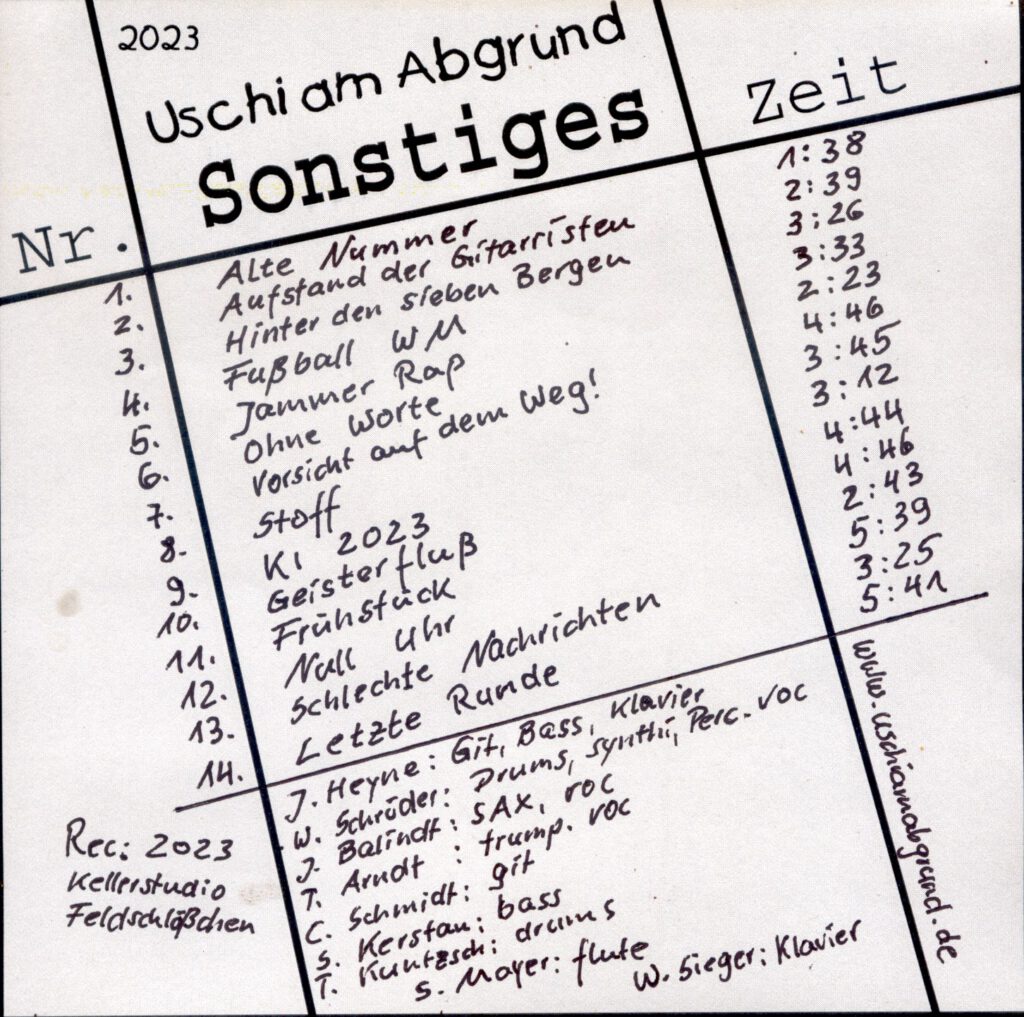 2023
Uschi am Abgrund
Sonstiges
Nr.
Zeit
1. Alte Nummer 1:38
2. Aufstand der Gitarristen 2:39
3. Hinter den sieben Bergen 3:26
4. Fußball WM 3:33
5. Jammer Rap 2:23
6. Ohne Worte 4:46
7. Vorsicht auf dem Weg! 3:45
8. Stoff 3:12
9. KI 2023 4:44
10. Geisterfluß 4:46
11. Frühstück 2:43
12. Null Uhr 5:39
13. Schlechte Nachrichten 3:25
14. Letzte Runde 5:41
J. Heyne: Git, Bass, Klavier
W. Schröder: Drums, Synthi, Perc. voc
J. Balindt: SAX, voc
T. Arndt : trump. voc
C. Schmidt: git
S. Kerstan: bass
T. Kuntzsch: drums
S. Mayer: flute
W. Sieger: Klavier
Rec: 2023
Kellerstudio
Feldschlößchen
www.uschiamabgrund.de